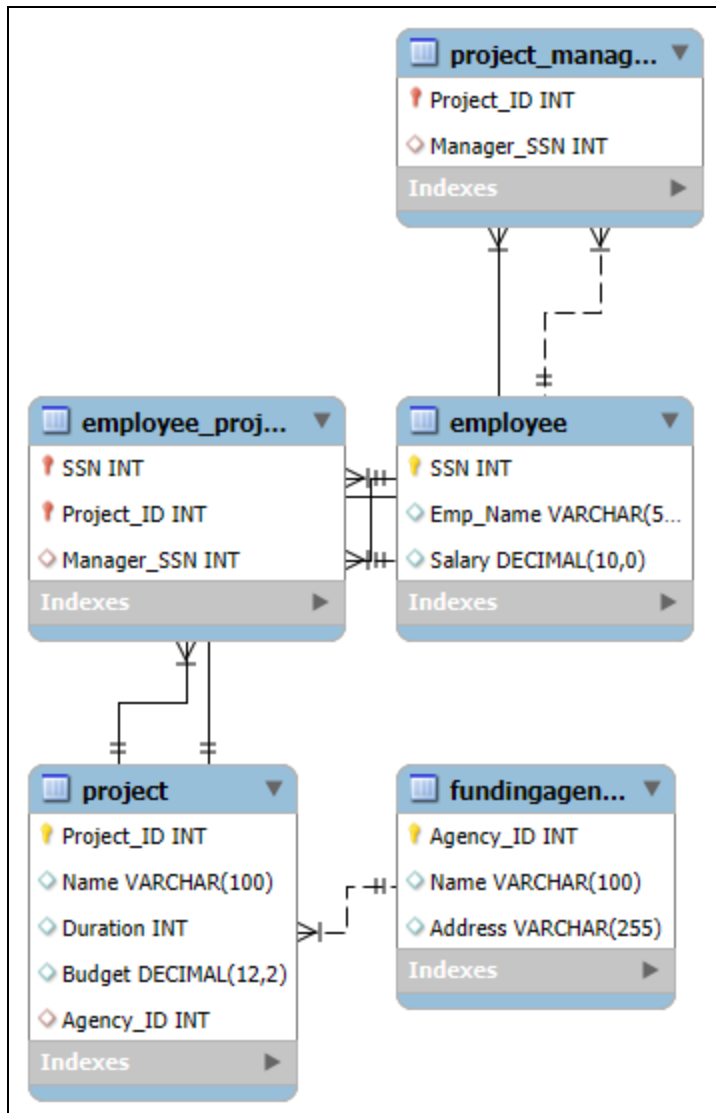 project_manag...
Project_ID INT
Manager_SSN INT
Indexes
employee_proj...
SSN INT
Project_ID INT
Manager_SSN INT
Indexes
employee
SSN INT
Emp_Name VARCHAR(5...
Salary DECIMAL(10,0)
Indexes
project
Project_ID INT
Name VARCHAR(100)
Duration INT
Budget DECIMAL(12,2)
Agency_ID INT
Indexes
fundingagen...
Agency_ID INT
Name VARCHAR(100)
Address VARCHAR(255)
Indexes